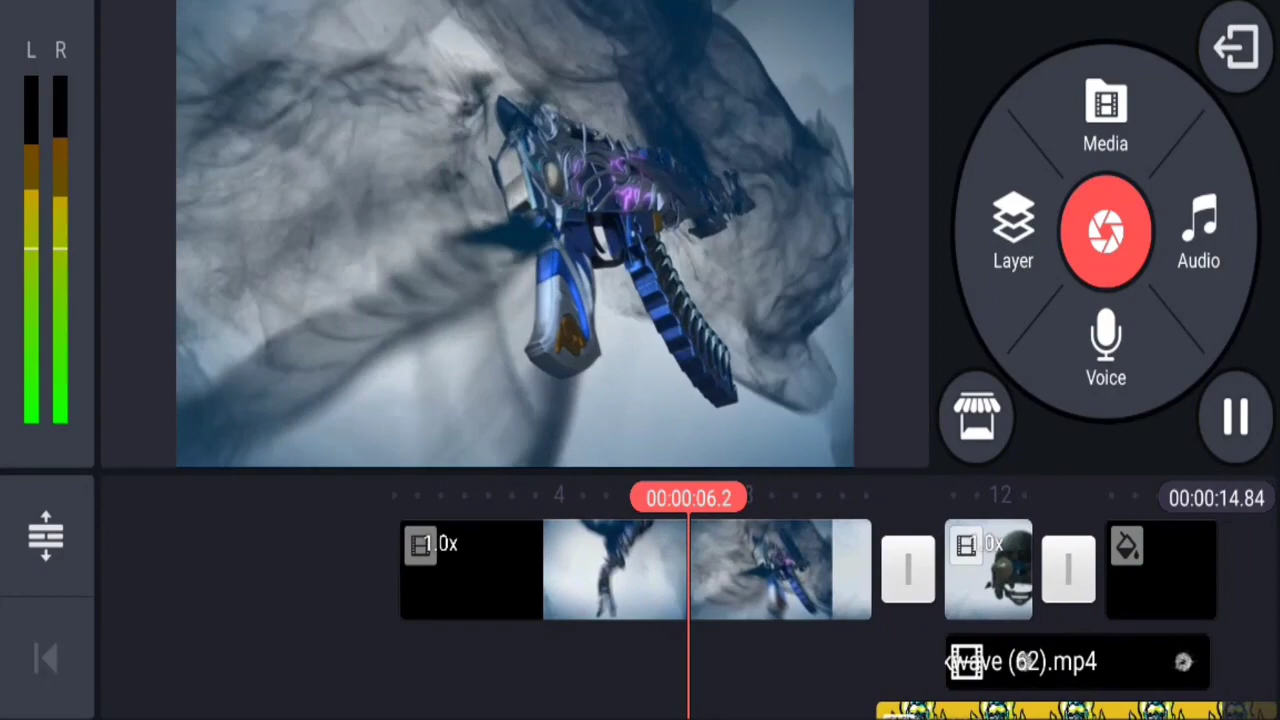 L R
Media
Layer
Audio
Voice
4
00:00:06.2
12
00:00:14.84
1.0x
1.0x
wave (62).mp4